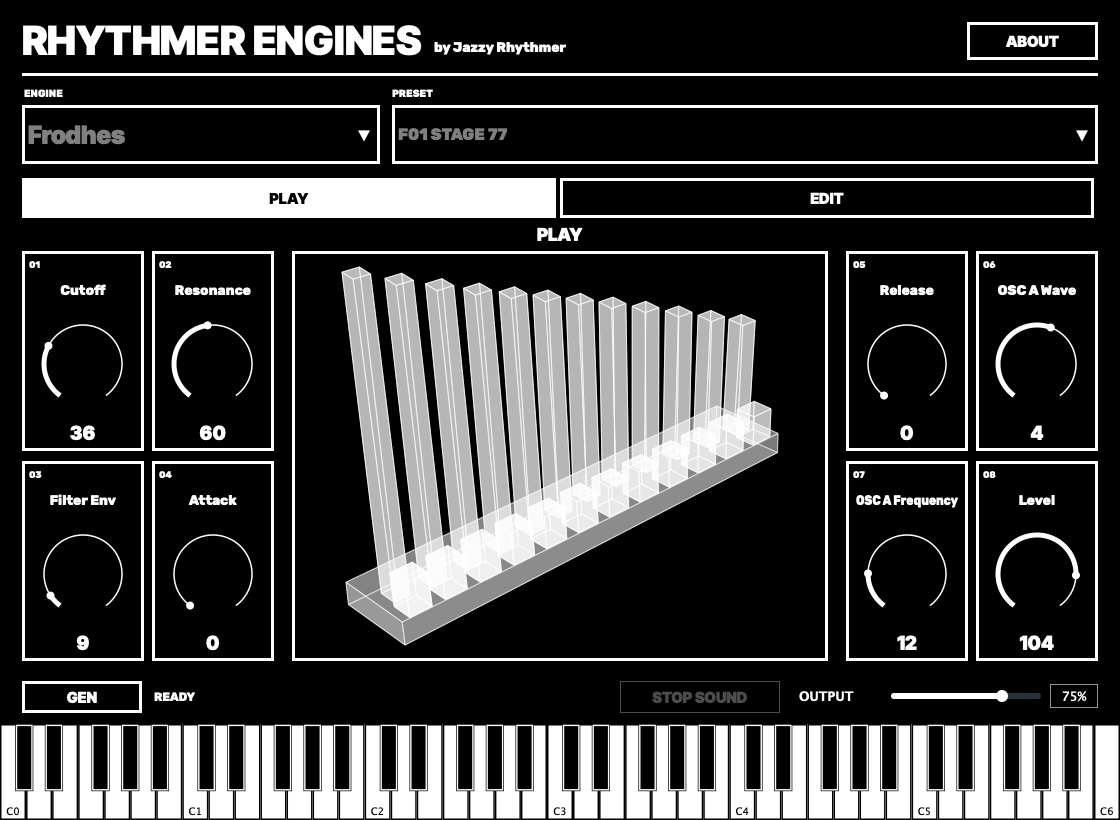 RHYTHMER ENGINES by Jazzy Rhythmer
ABOUT
ENGINE
PRESET
Frodhes
F01 STAGE 77
PLAY
EDIT
PLAY
01
Cutoff
36
02
Resonance
60
03
Filter Env
9
04
Attack
0
05
Release
0
06
OSC A Wave
4
07
OSC A Frequency
12
08
Level
104
GEN
READY
STOP SOUND
OUTPUT
75%
C0
C1
C2
C3
C4
C5
C6